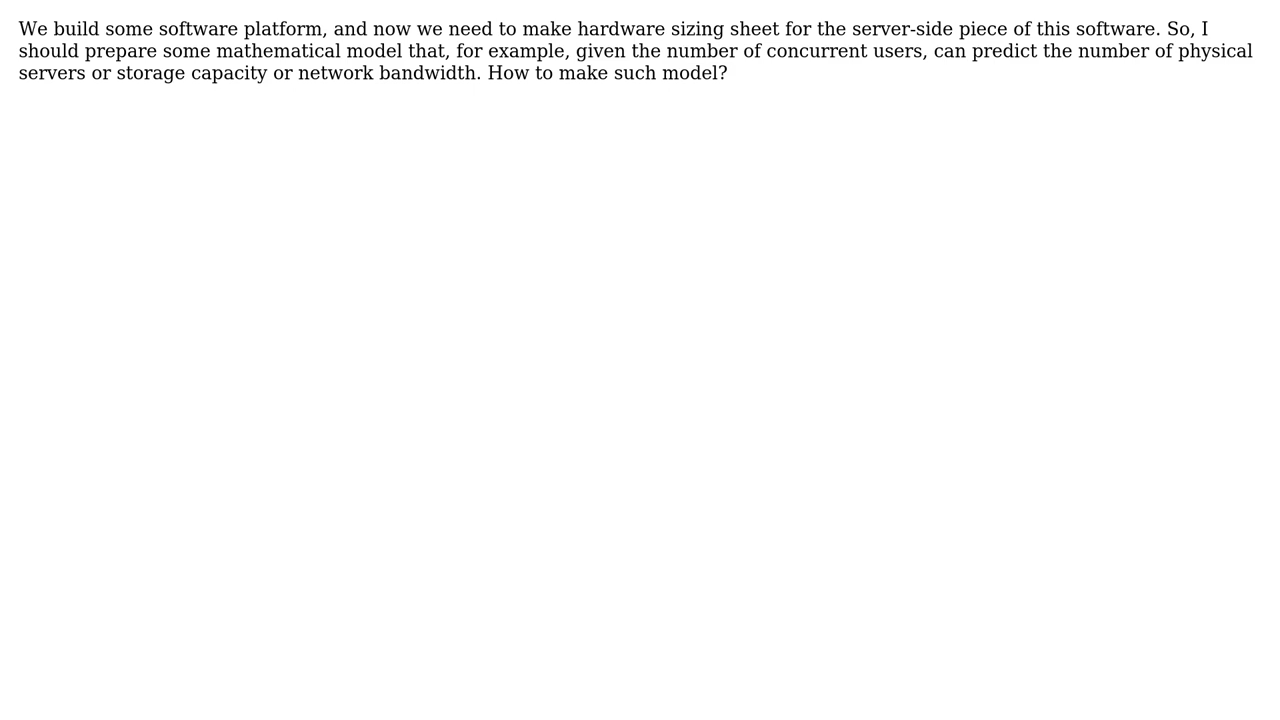 We build some software platform, and now we need to make hardware sizing sheet for the server-side piece of this software. So, I
should prepare some mathematical model that, for example, given the number of concurrent users, can predict the number of physical
servers or storage capacity or network bandwidth. How to make such model?